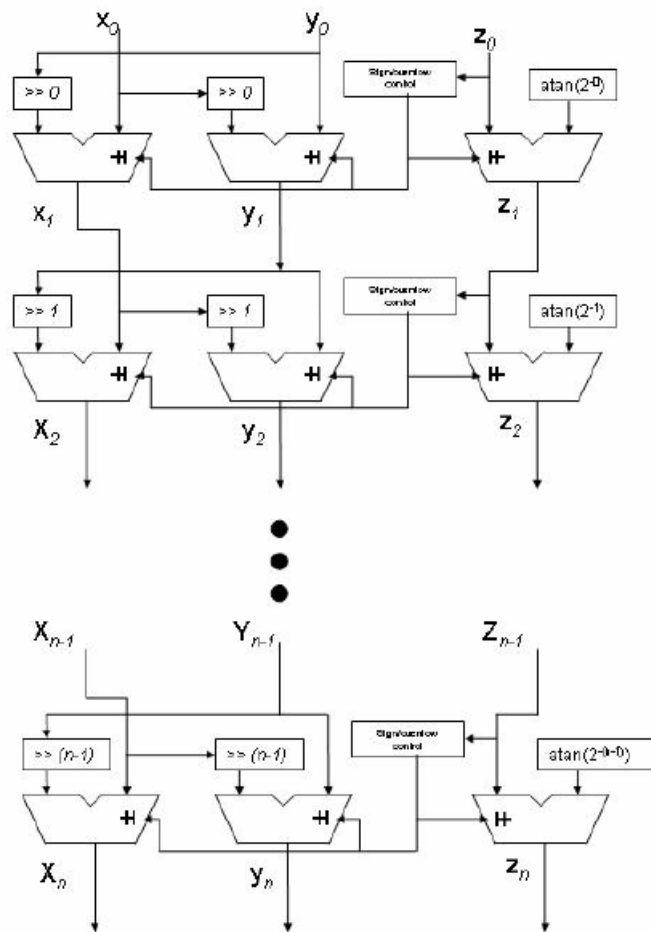 x0 y0 z0
Sign/overflow control
>> 0 >> 0 atan(2-0)
+/- +/- +/-
x1 y1 z1
Sign/overflow control
>> 1 >> 1 atan(2-1)
+/- +/- +/-
X2 y2 z2
Xn-1 Yn-1 Zn-1
Sign/overflow control
>> (n-1) >> (n-1) atan(2-(n-1))
+/- +/- +/-
Xn yn zn